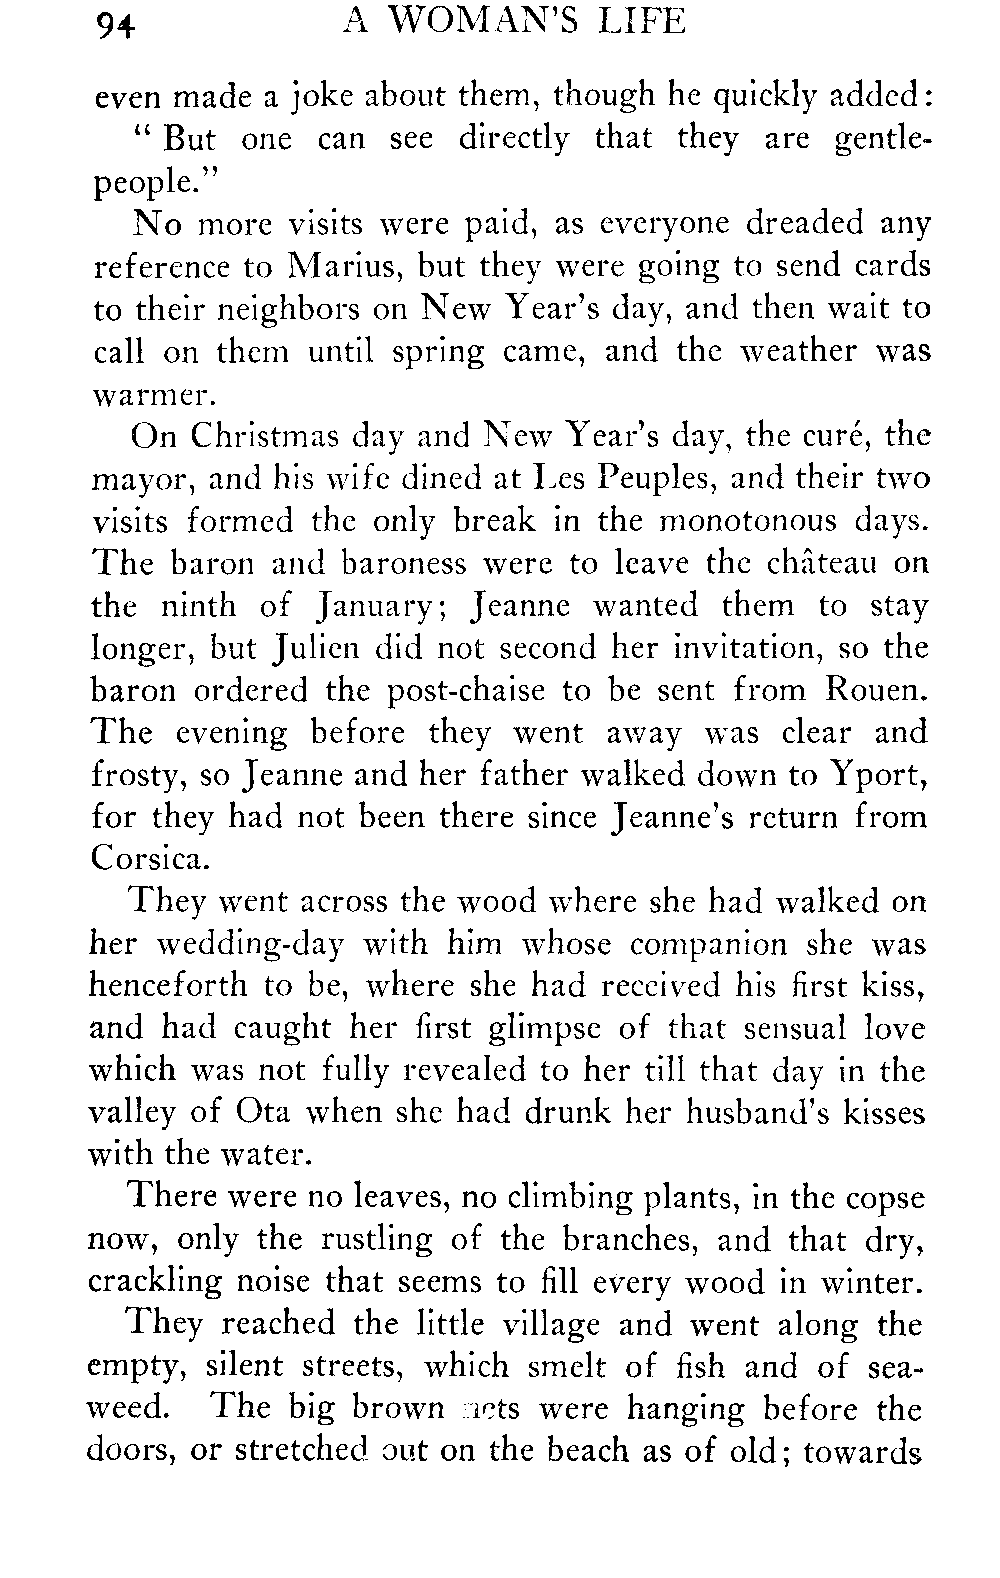 94 A WOMAN'S LIFE
even made a joke about them, though he quickly added:
“ But one can see directly that they are gentle-
people.”
No more visits were paid, as everyone dreaded any
reference to Marius, but they were going to send cards
to their neighbors on New Year's day, and then wait to
call on them until spring came, and the weather was
warmer.
On Christmas day and New Year's day, the curé, the
mayor, and his wife dined at Les Peuples, and their two
visits formed the only break in the monotonous days.
The baron and baroness were to leave the château on
the ninth of January; Jeanne wanted them to stay
longer, but Julien did not second her invitation, so the
baron ordered the post-chaise to be sent from Rouen.
The evening before they went away was clear and
frosty, so Jeanne and her father walked down to Yport,
for they had not been there since Jeanne's return from
Corsica.
They went across the wood where she had walked on
her wedding-day with him whose companion she was
henceforth to be, where she had received his first kiss,
and had caught her first glimpse of that sensual love
which was not fully revealed to her till that day in the
valley of Ota when she had drunk her husband's kisses
with the water.
There were no leaves, no climbing plants, in the copse
now, only the rustling of the branches, and that dry,
crackling noise that seems to fill every wood in winter.
They reached the little village and went along the
empty, silent streets, which smelt of fish and of sea-
weed. The big brown nets were hanging before the
doors, or stretched out on the beach as of old; towards